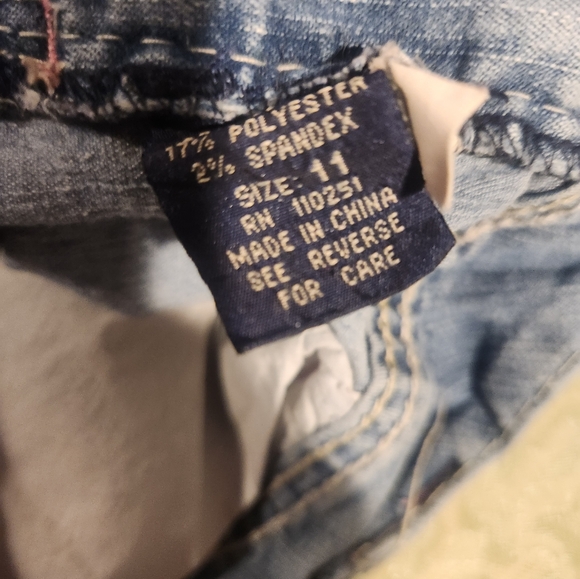 17% POLYESTER
2% SPANDEX
SIZE: 11
RN 110251
MADE IN CHINA
SEE REVERSE
FOR CARE